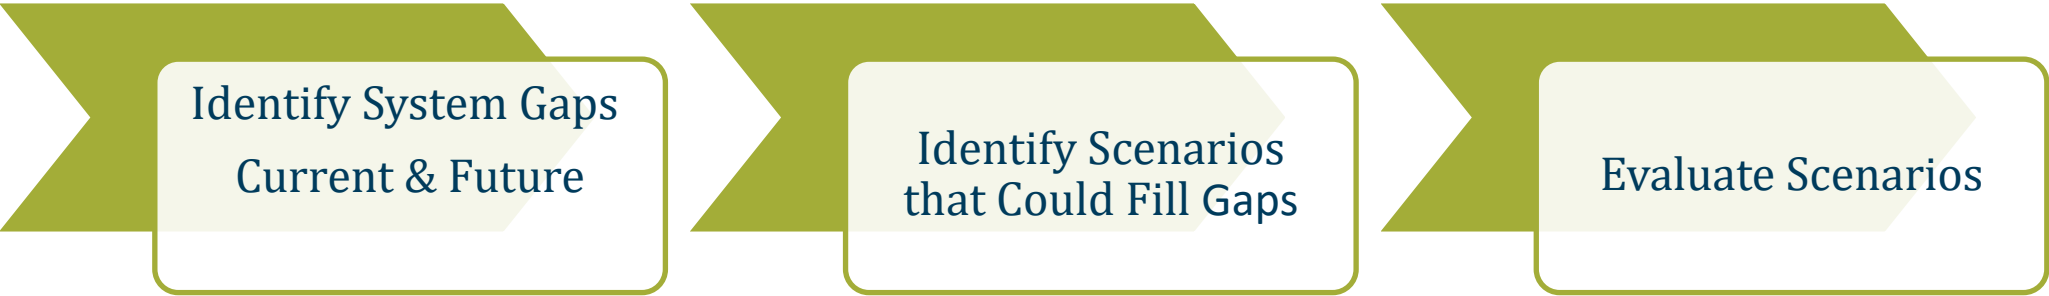 Identify System Gaps
Current & Future
Identify Scenarios
that Could Fill Gaps
Evaluate Scenarios